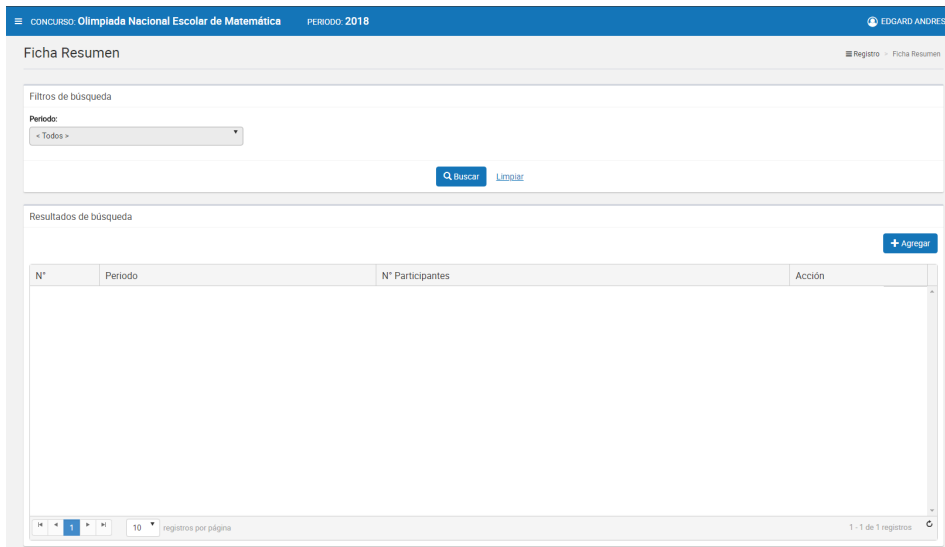 CONCURSO: Olimpiada Nacional Escolar de Matemática PERIODO: 2018 EDGARD ANDRES
Ficha Resumen Registro Ficha Resumen
Filtros de búsqueda
Periodo:
< Todos >
Buscar Limpiar
Resultados de búsqueda
Agregar
N° Periodo N° Participantes Acción
1 10 registros por página 1 - 1 de 1 registros